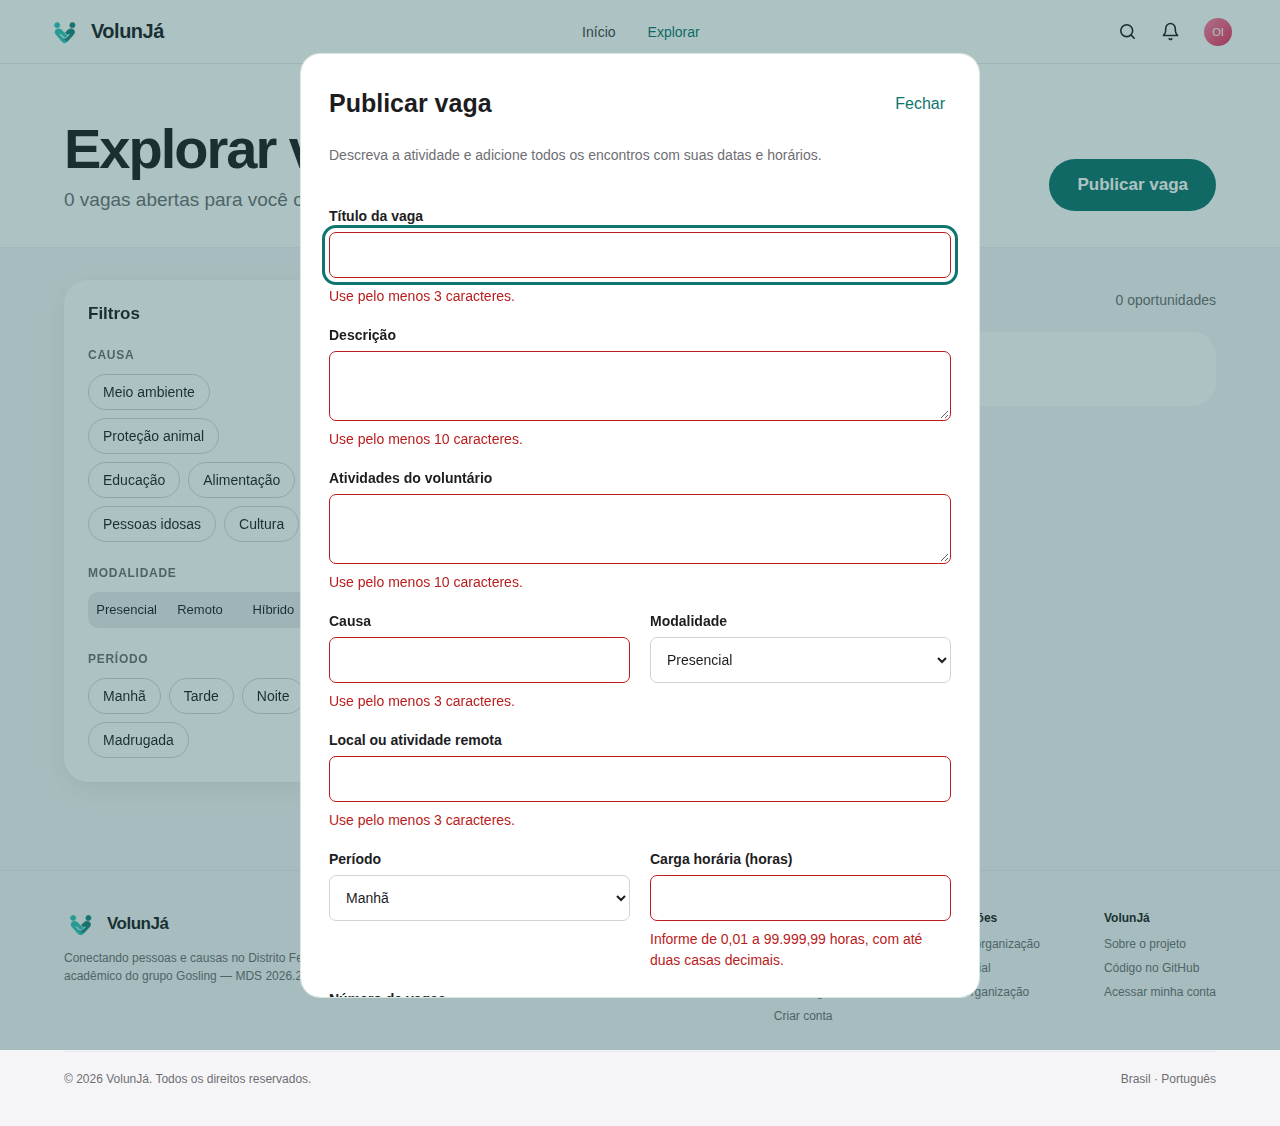 VolunJá
Início
Explorar
OI
Explorar
0 vagas abertas para você
Publicar vaga
Publicar vaga
Fechar
Descreva a atividade e adicione todos os encontros com suas datas e horários.
Título da vaga
Use pelo menos 3 caracteres.
Descrição
Use pelo menos 10 caracteres.
Atividades do voluntário
Use pelo menos 10 caracteres.
Causa
Modalidade
Presencial
Use pelo menos 3 caracteres.
Local ou atividade remota
Use pelo menos 3 caracteres.
Período
Carga horária (horas)
Manhã
Informe de 0,01 a 99.999,99 horas, com até
duas casas decimais.
Número de vagas
Filtros
CAUSA
Meio ambiente
Proteção animal
Educação
Alimentação
Pessoas idosas
Cultura
MODALIDADE
Presencial
Remoto
Híbrido
PERÍODO
Manhã
Tarde
Noite
Madrugada
0 oportunidades
VolunJá
Conectando pessoas e causas no Distrito
acadêmico do grupo Gosling — MDS 2026.2
Criar conta
VolunJá
Sobre o projeto
Código no GitHub
Acessar minha conta
© 2026 VolunJá. Todos os direitos reservados.
Brasil · Português